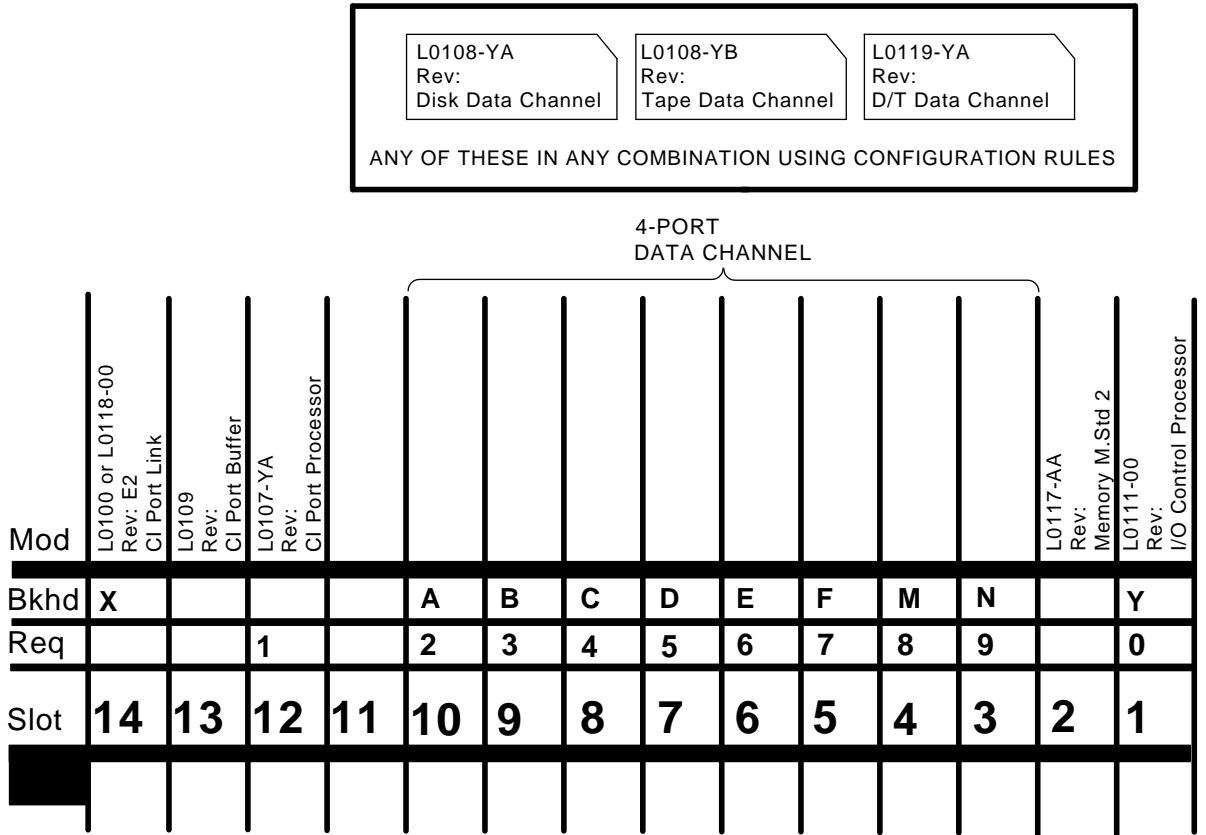 L0108-YA
Rev:
Disk Data Channel
L0108-YB
Rev:
Tape Data Channel
L0119-YA
Rev:
D/T Data Channel
ANY OF THESE IN ANY COMBINATION USING CONFIGURATION RULES
4-PORT
DATA CHANNEL
Mod
L0100 or L0118-00
Rev: E2
CI Port Link
L0109
Rev:
CI Port Buffer
L0107-YA
Rev:
CI Port Processor
L0117-AA
Rev:
Memory M.Std 2
L0111-00
Rev:
I/O Control Processor
Bkhd X A B C D E F M N Y
Req 1 2 3 4 5 6 7 8 9 0
Slot 14 13 12 11 10 9 8 7 6 5 4 3 2 1